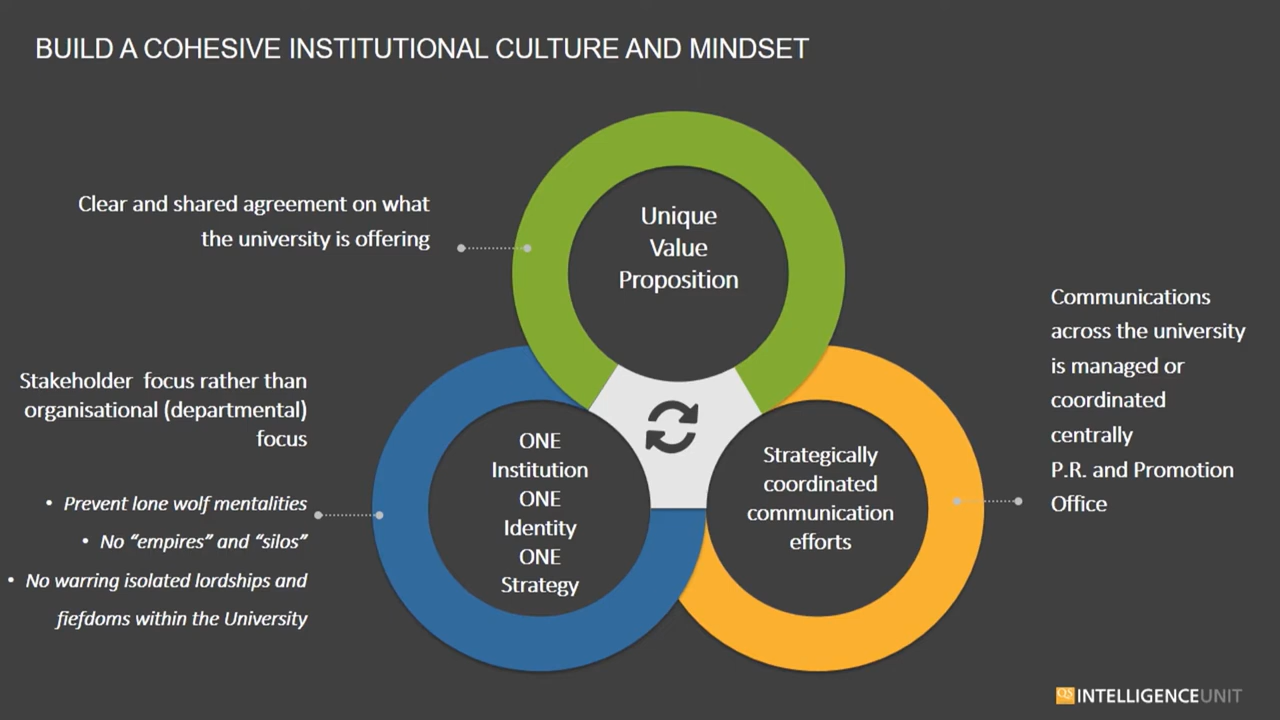 BUILD A COHESIVE INSTITUTIONAL CULTURE AND MINDSET
Clear and shared agreement on what
the university is offering
Unique
Value
Proposition
Stakeholder focus rather than
organisational (departmental)
focus
• Prevent lone wolf mentalities
• No “empires” and “silos”
• No warring isolated lordships and
fiefdoms within the University
ONE
Institution
ONE
Identity
ONE
Strategy
Strategically
coordinated
communication
efforts
Communications
across the university
is managed or
coordinated
centrally
P.R. and Promotion
Office
QS INTELLIGENCEUNIT